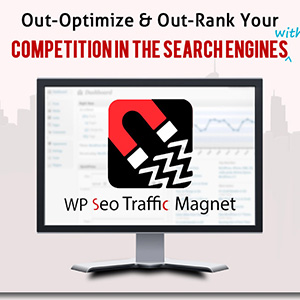 Out-Optimize & Out-Rank Your
COMPETITION IN THE SEARCH ENGINES
with
WP Seo Traffic Magnet